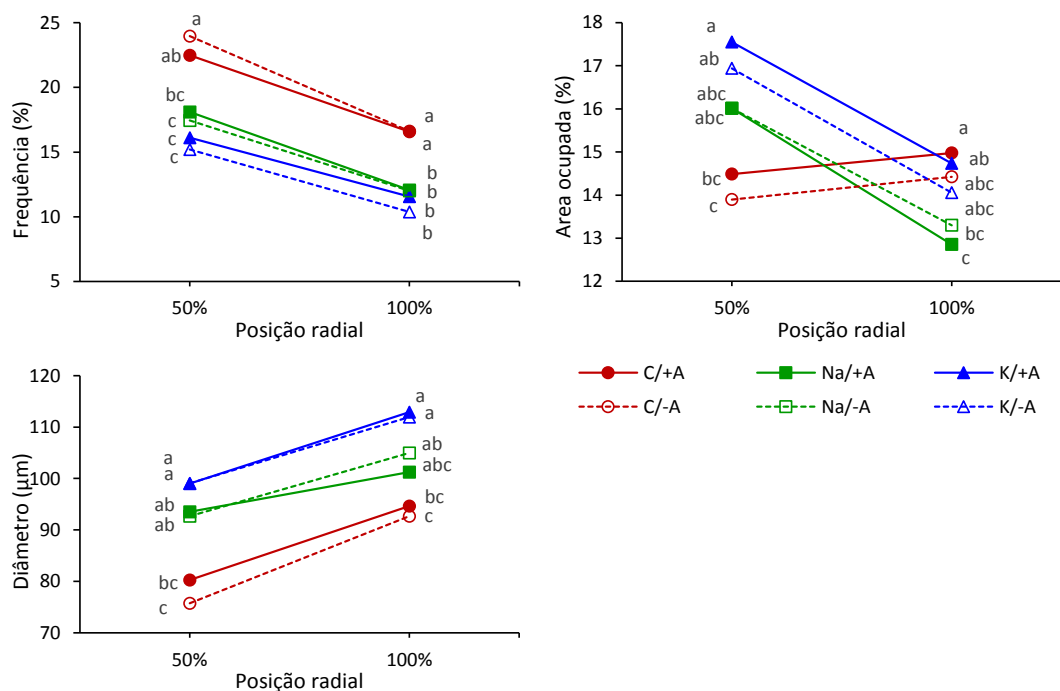 Frequência (%)
25
20
15
10
5
a
ab
bc
c
c
c
a
a
b
b
b
b
50%
100%
Posição radial
Area ocupada (%)
18
17
16
15
14
13
12
a
ab
abc
abc
bc
c
a
ab
abc
abc
bc
c
50%
100%
Posição radial
Diâmetro (µm)
120
110
100
90
80
70
a
a
ab
ab
bc
c
a
a
ab
abc
bc
c
50%
100%
Posição radial
C/+A Na/+A K/+A
C/-A Na/-A K/-A